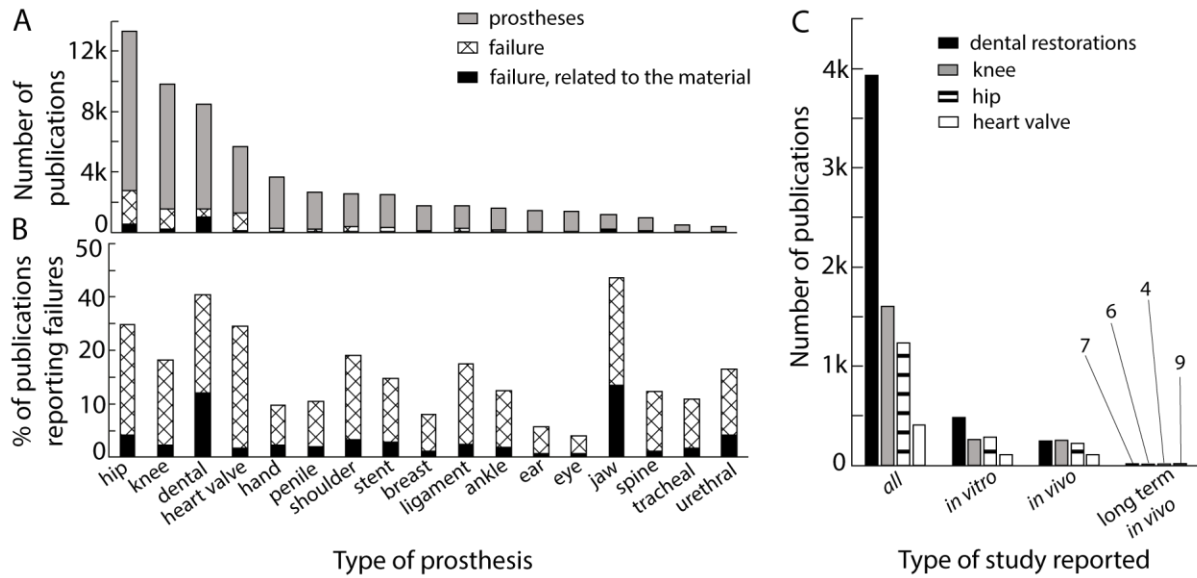 A
Number of
publications
12k
8k
4k
0
prostheses
failure
failure, related to the material
B
% of publications
reporting failures
50
40
20
10
0
hip
knee
dental
heart valve
hand
penile
shoulder
stent
breast
ligament
ankle
ear
eye
jaw
spine
tracheal
urethral
Type of prosthesis
C
Number of publications
4k
3k
2k
1k
0
dental restorations
knee
hip
heart valve
7
6
4
9
all
in vitro
in vivo
long term
in vivo
Type of study reported